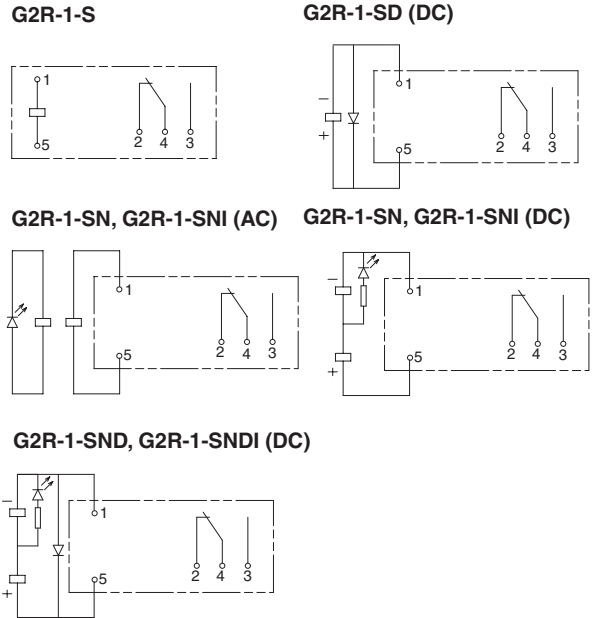 G2R-1-S
1
5
2 4 3
G2R-1-SD (DC)
−
+
1
5
2 4 3
G2R-1-SN, G2R-1-SNI (AC)
1
5
2 4 3
G2R-1-SN, G2R-1-SNI (DC)
−
+
1
5
2 4 3
G2R-1-SND, G2R-1-SNDI (DC)
−
+
1
5
2 4 3